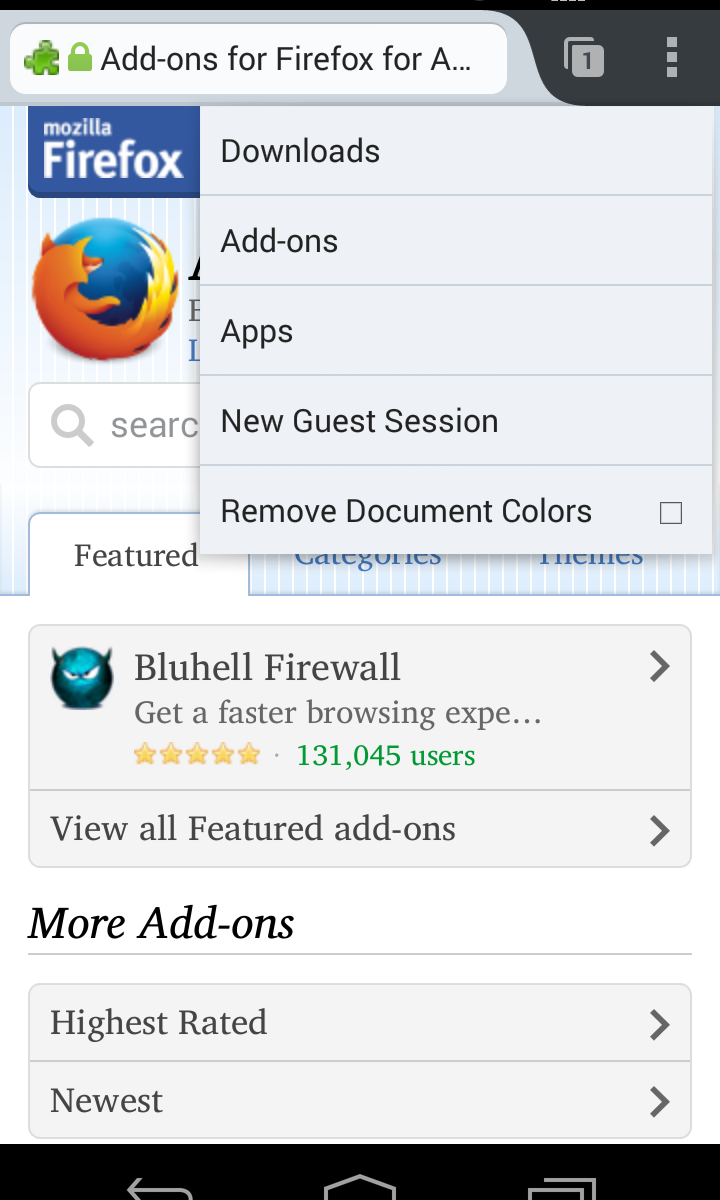 Add-ons for Firefox for A...
1
mozilla
Firefox
Downloads
Add-ons
Apps
New Guest Session
Remove Document Colors
searc
Featured
Categories
Themes
Bluhell Firewall
Get a faster browsing expe...
· 131,045 users
View all Featured add-ons
More Add-ons
Highest Rated
Newest